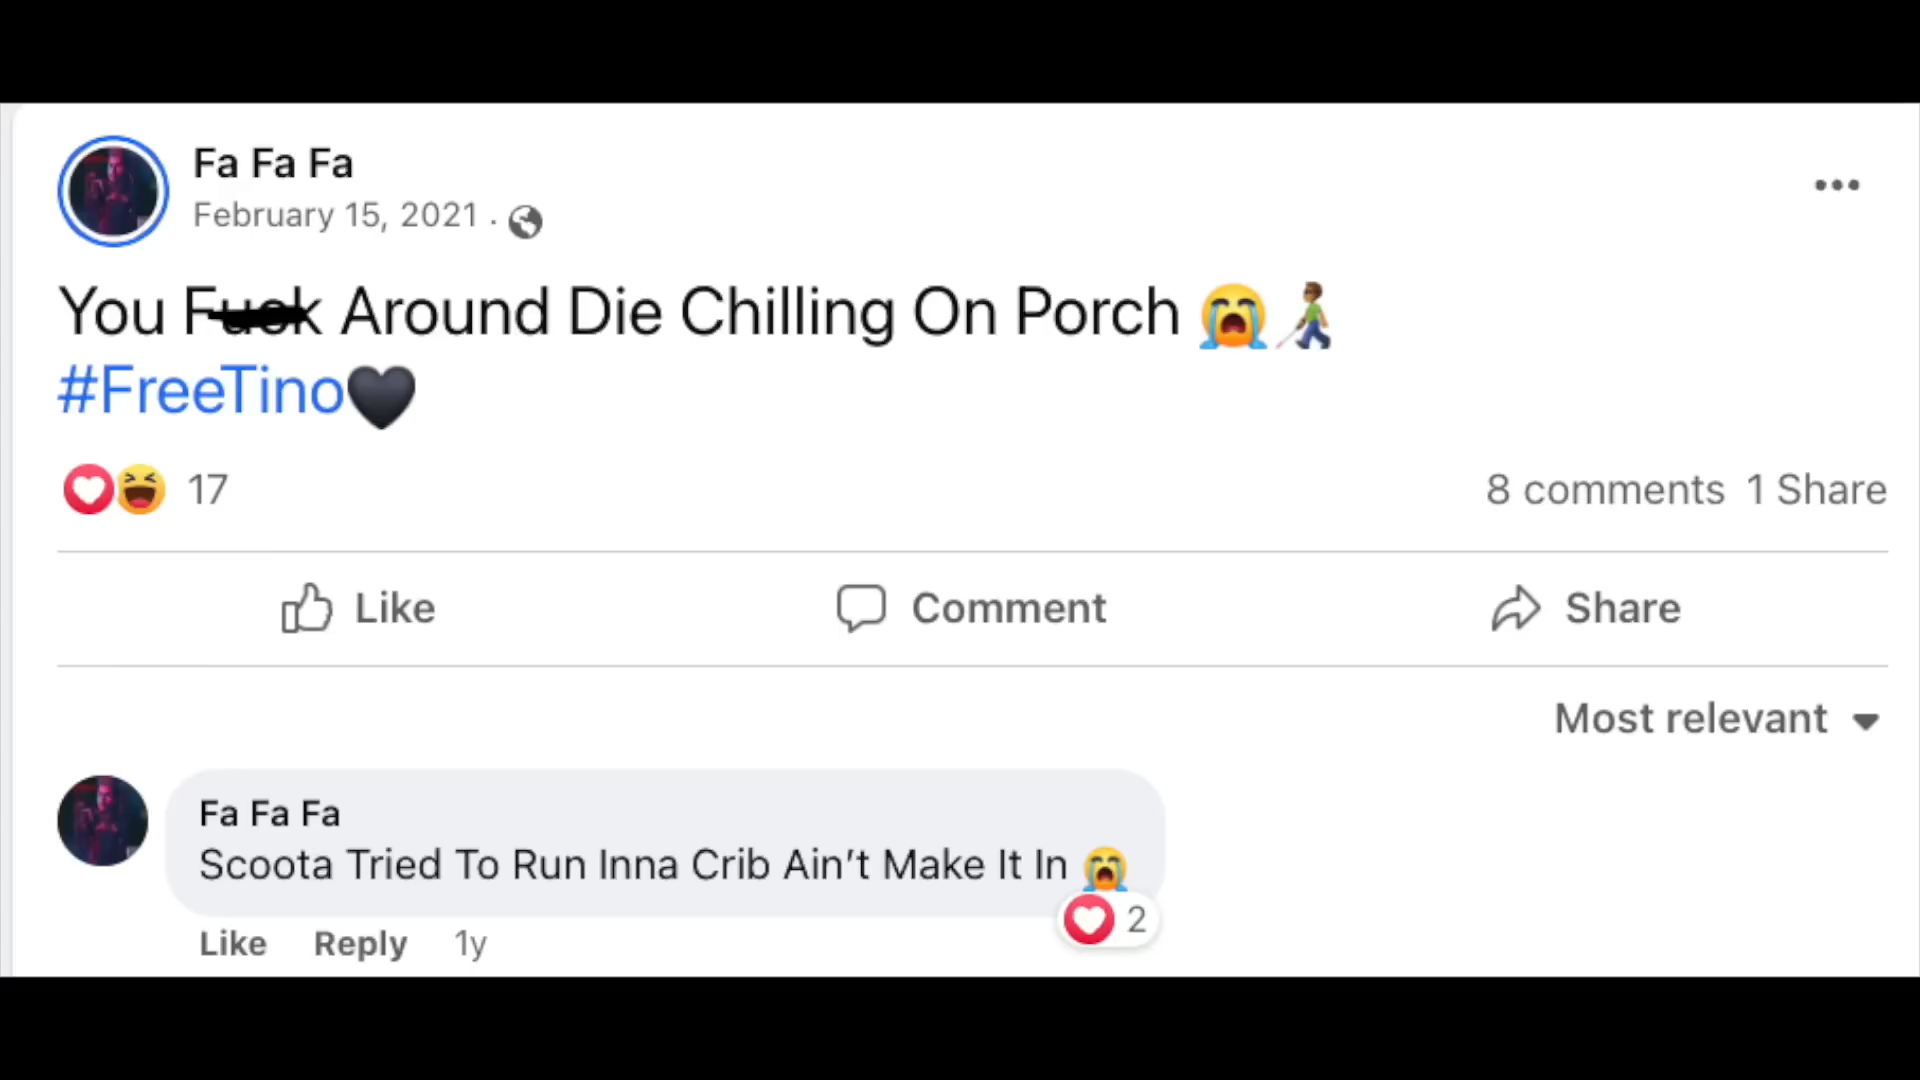 Fa Fa Fa
February 15, 2021 ·
You Fuck Around Die Chilling On Porch 😭👨🏽‍🦯
#FreeTino🖤
17
8 comments 1 Share
Like
Comment
Share
Most relevant
Fa Fa Fa
Scoota Tried To Run Inna Crib Ain't Make It In 😭
2
Like Reply 1y